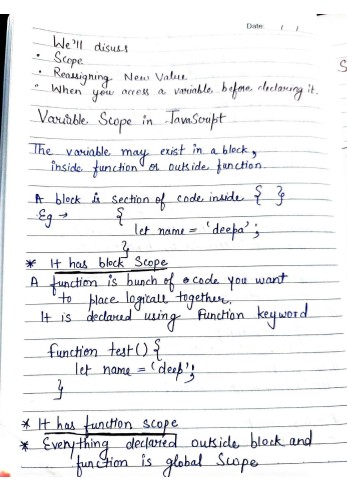 Date: / /
We'll disuss
• Scope
• Reassigning New Value
• When you access a variable before declaring it.
S
Variable Scope in JavaScript
The variable may exist in a block,
inside function or outside function.
A block is section of code inside { }
Eg → {
let name = 'deepa';
}
* It has block Scope
A function is bunch of code you want
to place logicall together.
It is declared using Function keyword
function test() {
let name = 'deep';
}
* It has function scope
* Everything declared outside block and
function is global Scope